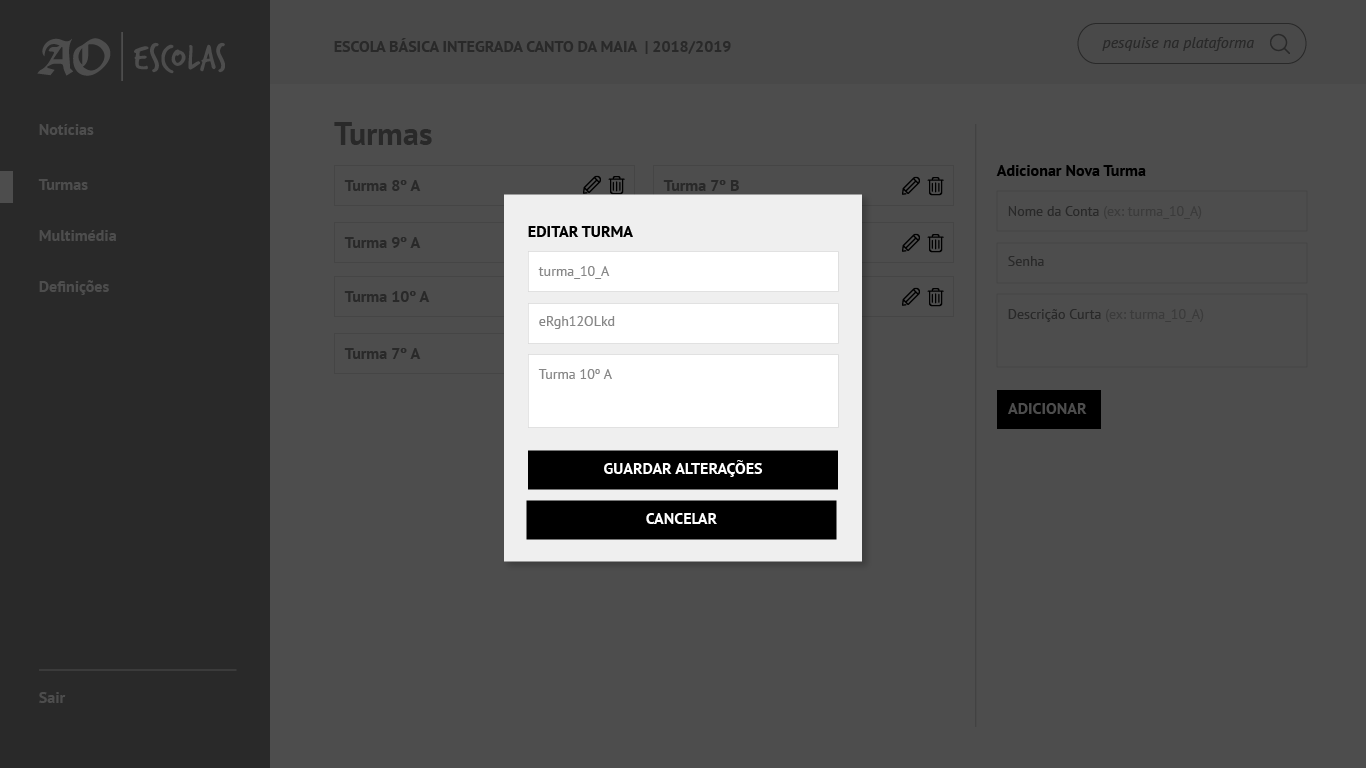 AO ESCOLAS
ESCOLA BÁSICA INTEGRADA CANTO DA MAIA | 2018/2019
pesquise na plataforma
Notícias
Turmas
Multimédia
Definições
Sair
Turmas
Turma 8º A
Turma 7º B
Turma 9º A
Turma 10º A
Turma 7º A
EDITAR TURMA
turma_10_A
eRgh12OLkd
Turma 10º A
GUARDAR ALTERAÇÕES
CANCELAR
Adicionar Nova Turma
Nome da Conta (ex: turma_10_A)
Senha
Descrição Curta (ex: turma_10_A)
ADICIONAR